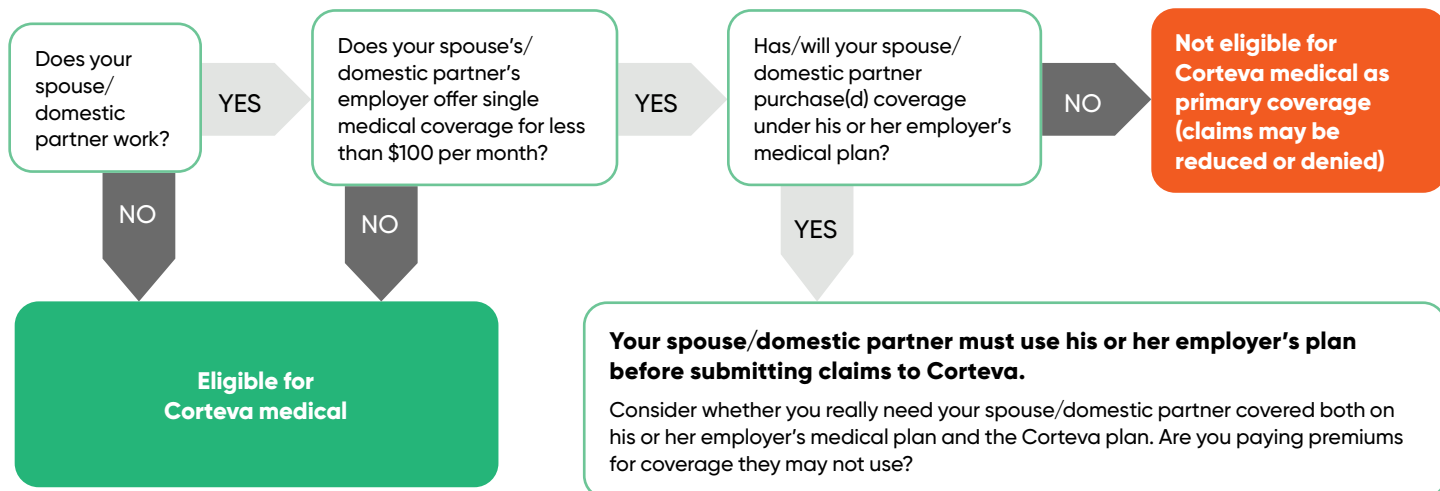 Does your
spouse/
domestic
partner work?
YES
Does your spouse's/
domestic partner's
employer offer single
medical coverage for less
than $100 per month?
YES
Has/will your spouse/
domestic partner
purchase(d) coverage
under his or her employer's
medical plan?
NO
Not eligible for
Corteva medical as
primary coverage
(claims may be
reduced or denied)
NO
NO
YES
Eligible for
Corteva medical
Your spouse/domestic partner must use his or her employer's plan
before submitting claims to Corteva.
Consider whether you really need your spouse/domestic partner covered both on
his or her employer's medical plan and the Corteva plan. Are you paying premiums
for coverage they may not use?